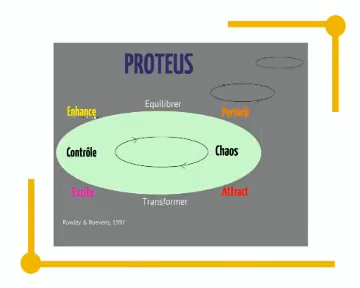 PROTEUS
Equilibrer
Enhance
Perturb
Contrôle
Chaos
Excite
Attract
Transformer
Rowley & Roevens, 1997